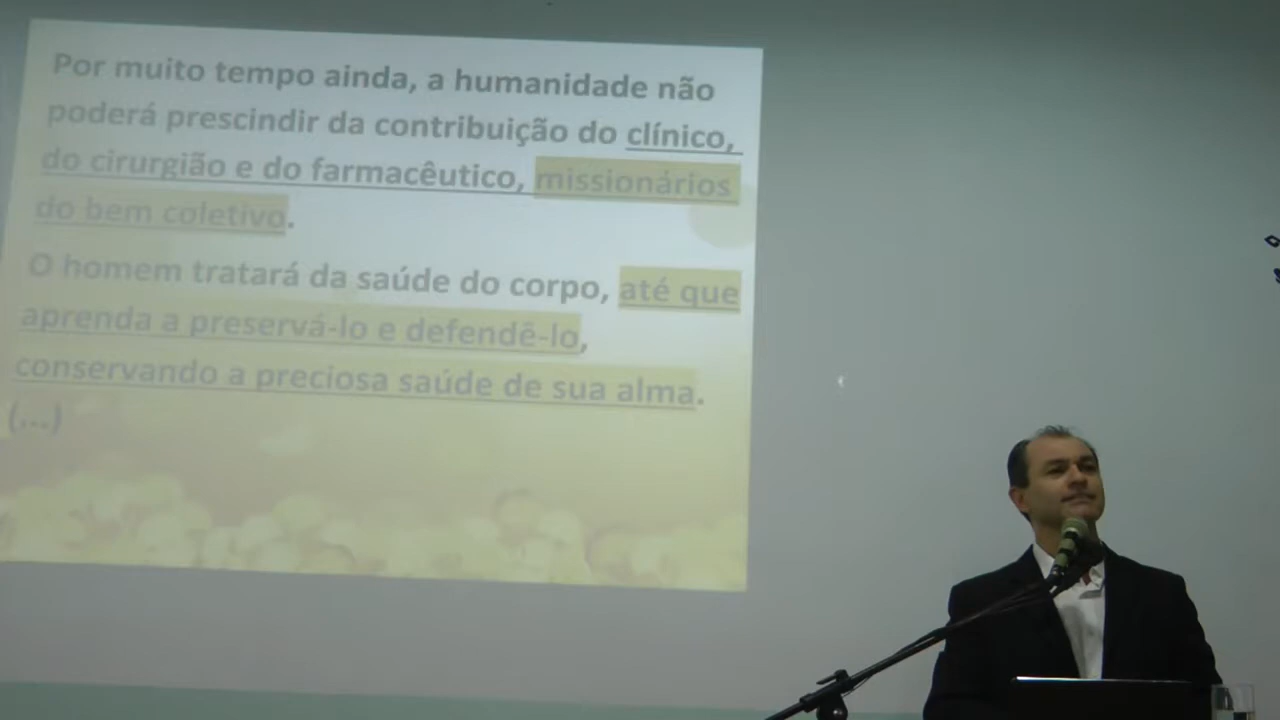 Por muito tempo ainda, a humanidade não
poderá prescindir da contribuição do clínico,
do cirurgião e do farmacêutico, missionários
do bem coletivo.
O homem tratará da saúde do corpo, até que
aprenda a preservá-lo e defendê-lo,
conservando a preciosa saúde de sua alma.
(...)